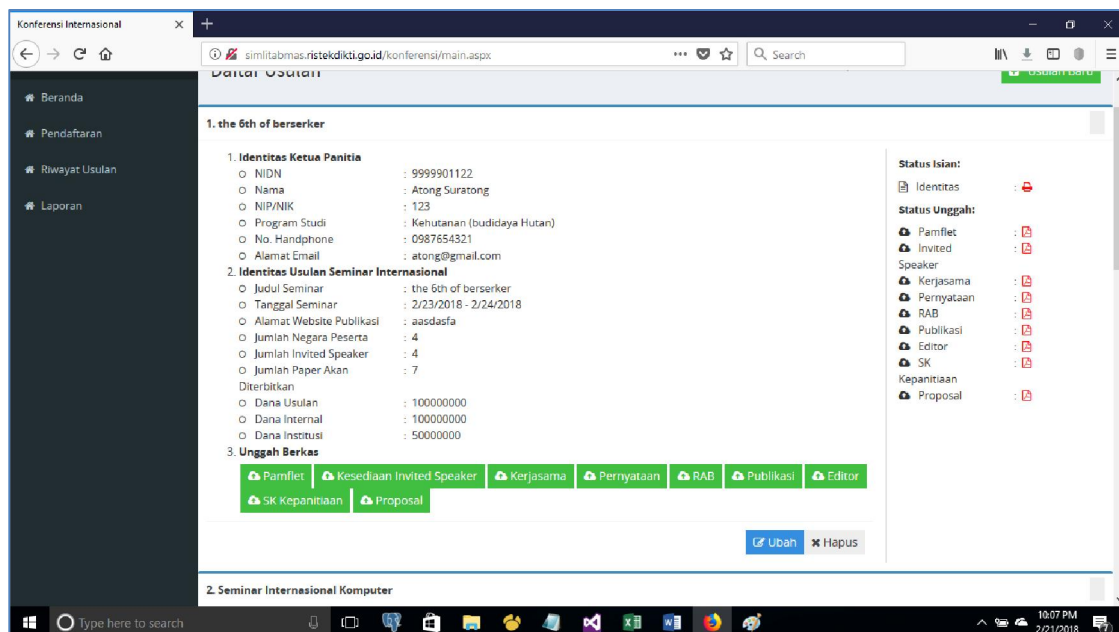 Konferensi Internasional
simlitabmas.ristekdikti.go.id/konferensi/main.aspx
Search
Daftar Usulan
Usulan Baru
Beranda
Pendaftaran
Riwayat Usulan
Laporan
1. the 6th of berserker
1. Identitas Ketua Panitia
NIDN : 9999901122
Nama : Atong Suratong
NIP/NIK : 123
Program Studi : Kehutanan (budidaya Hutan)
No. Handphone : 0987654321
Alamat Email : atong@gmail.com
2. Identitas Usulan Seminar Internasional
Judul Seminar : the 6th of berserker
Tanggal Seminar : 2/23/2018 - 2/24/2018
Alamat Website Publikasi : aasdasfa
Jumlah Negara Peserta : 4
Jumlah Invited Speaker : 4
Jumlah Paper Akan : 7
Diterbitkan
Dana Usulan : 100000000
Dana Internal : 100000000
Dana Institusi : 50000000
3. Unggah Berkas
Pamflet Kesediaan Invited Speaker Kerjasama Pernyataan RAB Publikasi Editor
SK Kepanitiaan Proposal
Ubah Hapus
Status Isian:
Identitas :
Status Unggah:
Pamflet :
Invited :
Speaker
Kerjasama :
Pernyataan :
RAB :
Publikasi :
Editor :
SK :
Kepanitiaan
Proposal :
2. Seminar Internasional Komputer
Type here to search
10:07 PM
2/21/2018